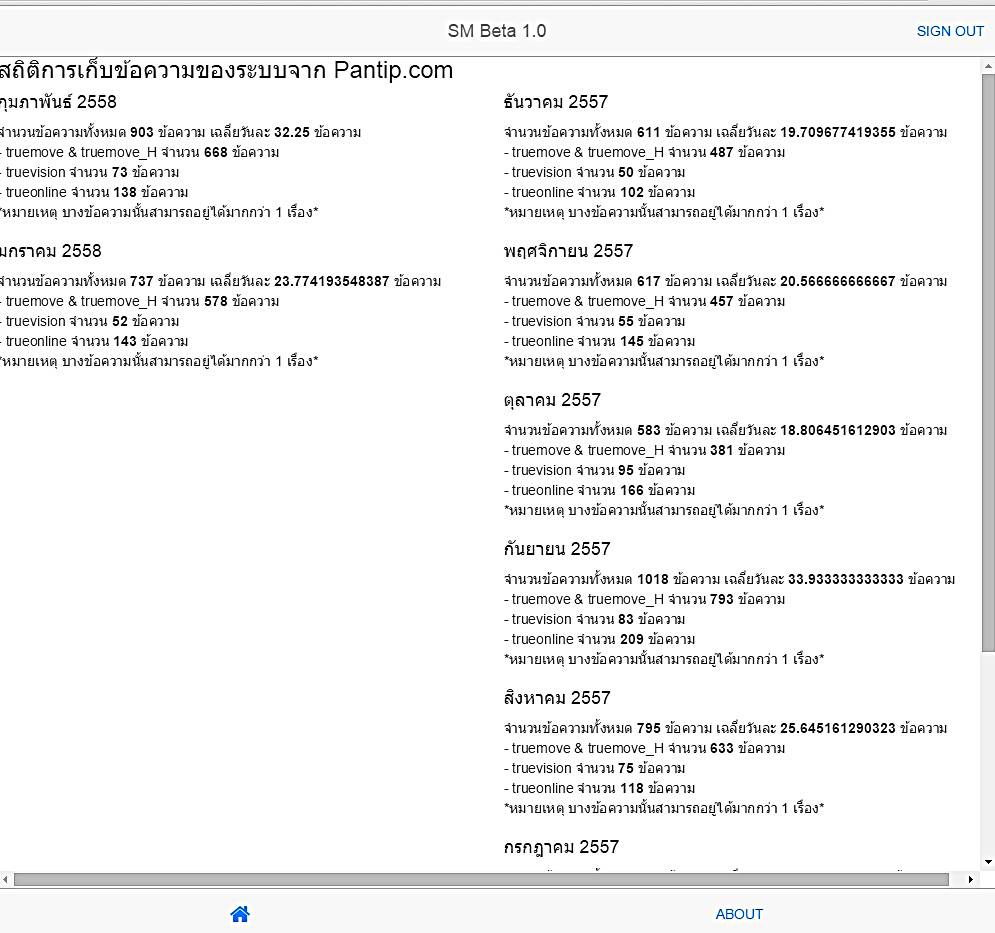 SM Beta 1.0
SIGN OUT
สถิติการเก็บข้อความของระบบจาก Pantip.com
กุมภาพันธ์ 2558
จำนวนข้อความทั้งหมด 903 ข้อความ เฉลี่ยวันละ 32.25 ข้อความ
- truemove & truemove_H จำนวน 668 ข้อความ
- truevision จำนวน 73 ข้อความ
- trueonline จำนวน 138 ข้อความ
*หมายเหตุ บางข้อความนั้นสามารถอยู่ได้มากกว่า 1 เรื่อง*
มกราคม 2558
จำนวนข้อความทั้งหมด 737 ข้อความ เฉลี่ยวันละ 23.774193548387 ข้อความ
- truemove & truemove_H จำนวน 578 ข้อความ
- truevision จำนวน 52 ข้อความ
- trueonline จำนวน 143 ข้อความ
*หมายเหตุ บางข้อความนั้นสามารถอยู่ได้มากกว่า 1 เรื่อง*
ธันวาคม 2557
จำนวนข้อความทั้งหมด 611 ข้อความ เฉลี่ยวันละ 19.709677419355 ข้อความ
- truemove & truemove_H จำนวน 487 ข้อความ
- truevision จำนวน 50 ข้อความ
- trueonline จำนวน 102 ข้อความ
*หมายเหตุ บางข้อความนั้นสามารถอยู่ได้มากกว่า 1 เรื่อง*
พฤศจิกายน 2557
จำนวนข้อความทั้งหมด 617 ข้อความ เฉลี่ยวันละ 20.566666666667 ข้อความ
- truemove & truemove_H จำนวน 457 ข้อความ
- truevision จำนวน 55 ข้อความ
- trueonline จำนวน 145 ข้อความ
*หมายเหตุ บางข้อความนั้นสามารถอยู่ได้มากกว่า 1 เรื่อง*
ตุลาคม 2557
จำนวนข้อความทั้งหมด 583 ข้อความ เฉลี่ยวันละ 18.806451612903 ข้อความ
- truemove & truemove_H จำนวน 381 ข้อความ
- truevision จำนวน 95 ข้อความ
- trueonline จำนวน 166 ข้อความ
*หมายเหตุ บางข้อความนั้นสามารถอยู่ได้มากกว่า 1 เรื่อง*
กันยายน 2557
จำนวนข้อความทั้งหมด 1018 ข้อความ เฉลี่ยวันละ 33.933333333333 ข้อความ
- truemove & truemove_H จำนวน 793 ข้อความ
- truevision จำนวน 83 ข้อความ
- trueonline จำนวน 209 ข้อความ
*หมายเหตุ บางข้อความนั้นสามารถอยู่ได้มากกว่า 1 เรื่อง*
สิงหาคม 2557
จำนวนข้อความทั้งหมด 795 ข้อความ เฉลี่ยวันละ 25.645161290323 ข้อความ
- truemove & truemove_H จำนวน 633 ข้อความ
- truevision จำนวน 75 ข้อความ
- trueonline จำนวน 118 ข้อความ
*หมายเหตุ บางข้อความนั้นสามารถอยู่ได้มากกว่า 1 เรื่อง*
กรกฎาคม 2557
ABOUT